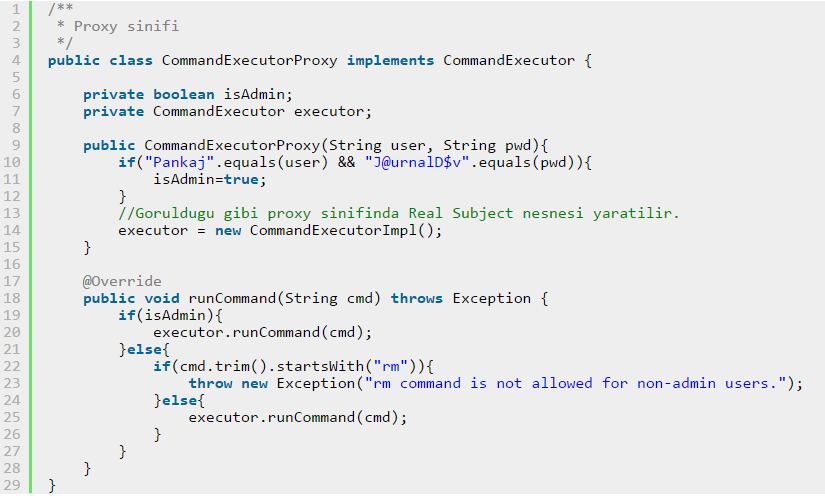 1 /**
2  * Proxy sinifi
3  */
4 public class CommandExecutorProxy implements CommandExecutor {
5
6     private boolean isAdmin;
7     private CommandExecutor executor;
8
9     public CommandExecutorProxy(String user, String pwd){
10         if("Pankaj".equals(user) && "J@urnalD$v".equals(pwd)){
11             isAdmin=true;
12         }
13         //Goruldugu gibi proxy sinifinda Real Subject nesnesi yaratilir.
14         executor = new CommandExecutorImpl();
15     }
16
17     @Override
18     public void runCommand(String cmd) throws Exception {
19         if(isAdmin){
20             executor.runCommand(cmd);
21         }else{
22             if(cmd.trim().startsWith("rm")){
23                 throw new Exception("rm command is not allowed for non-admin users.");
24             }else{
25                 executor.runCommand(cmd);
26             }
27         }
28     }
29 }